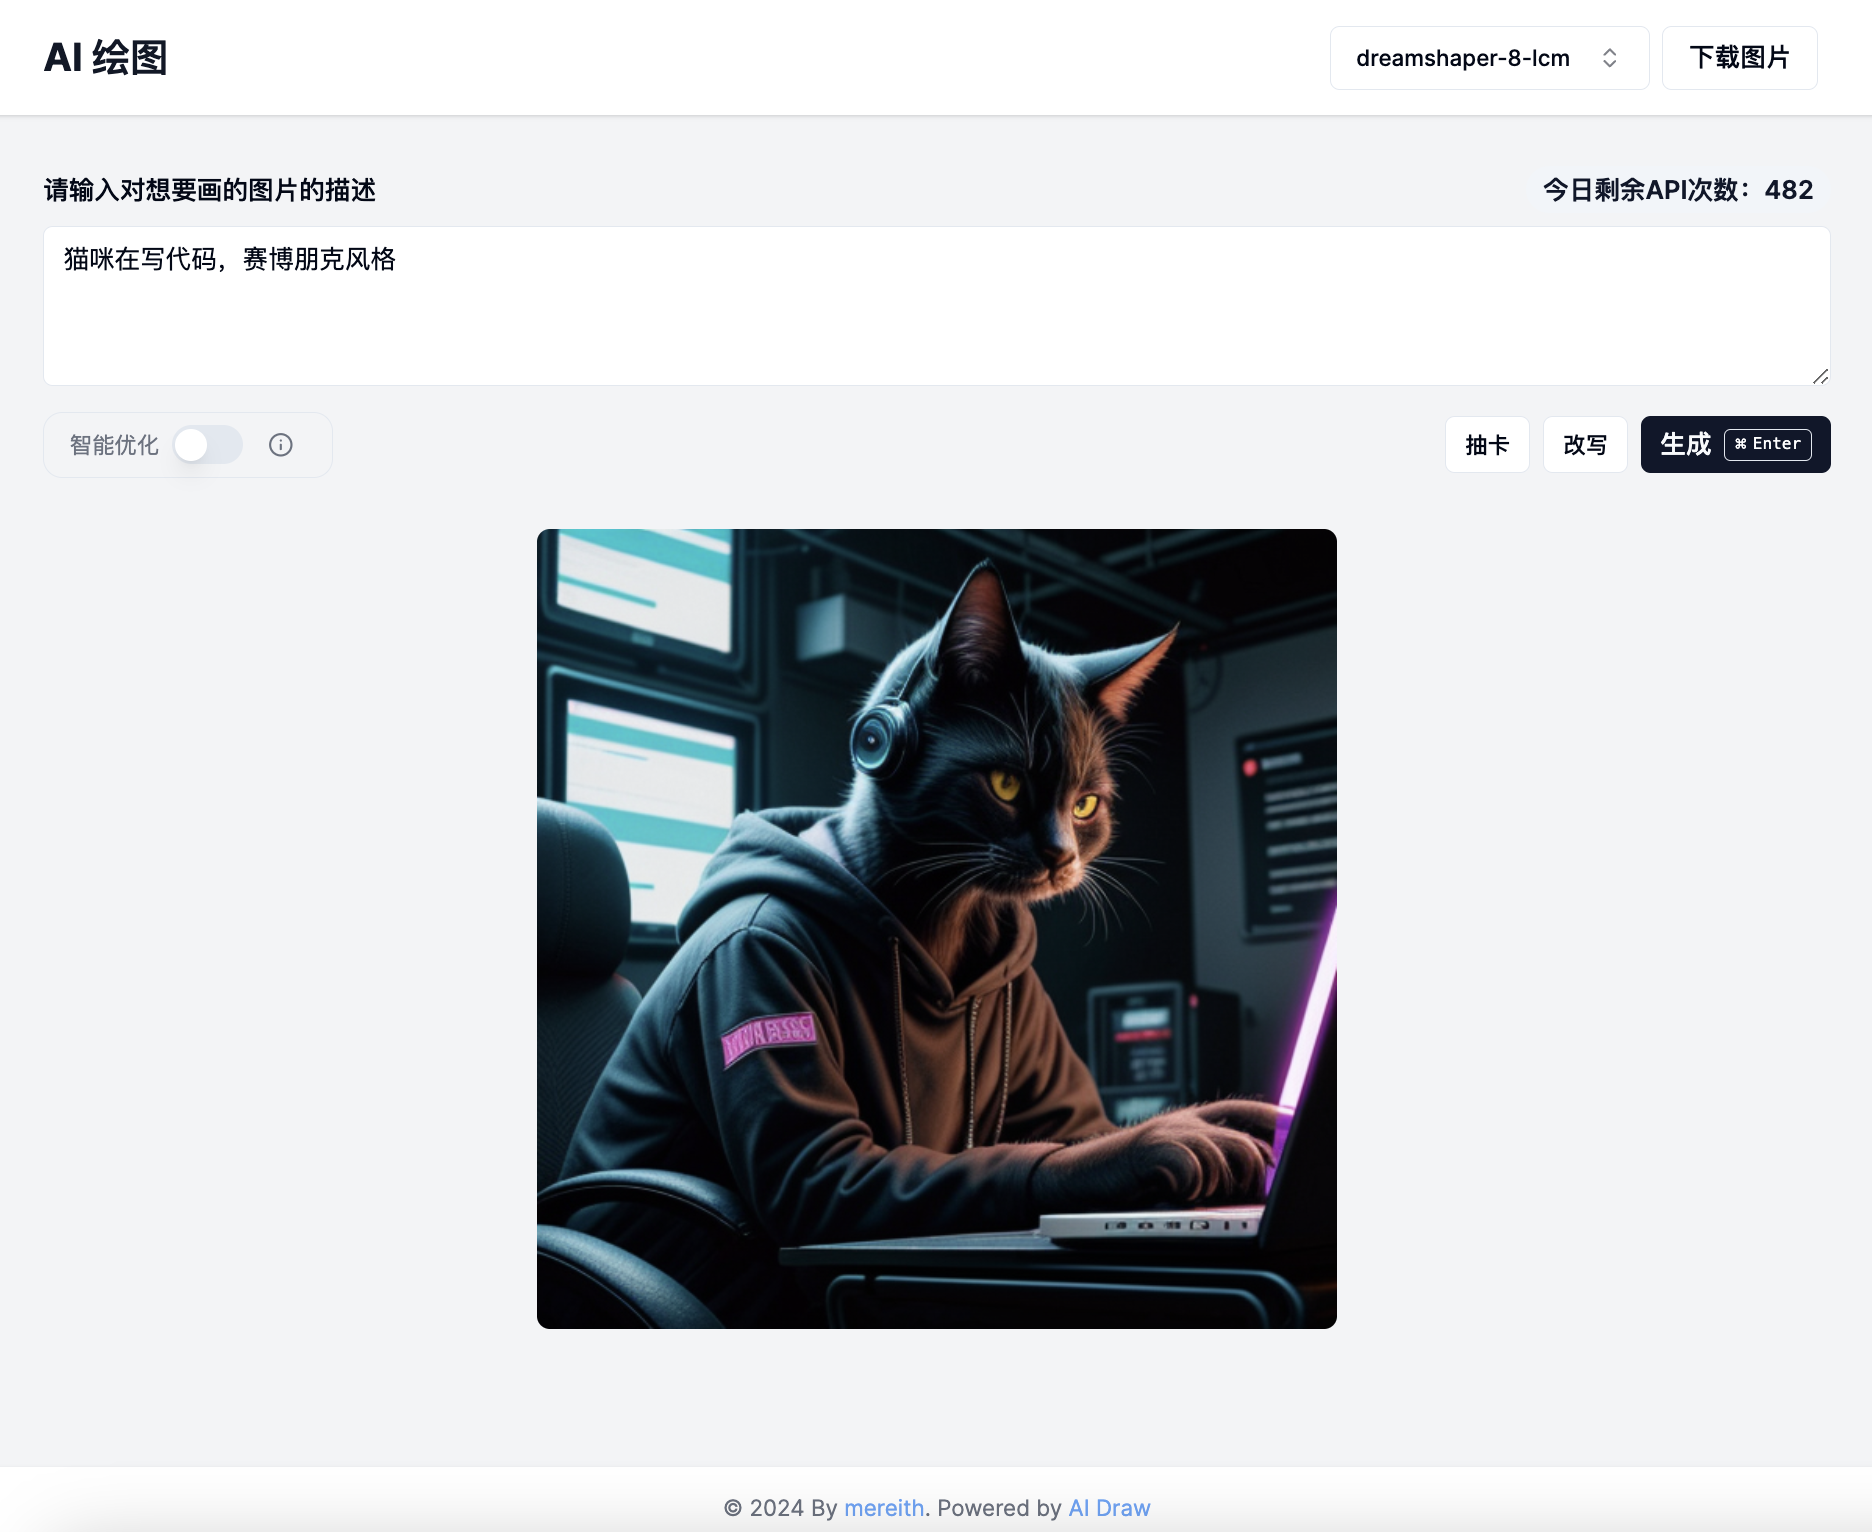 AI 绘图
dreamshaper-8-lcm
下载图片
请输入对想要画的图片的描述
今日剩余API次数：482
猫咪在写代码，赛博朋克风格
智能优化
抽卡
改写
生成 ⌘ Enter
© 2024 By mereith. Powered by AI Draw